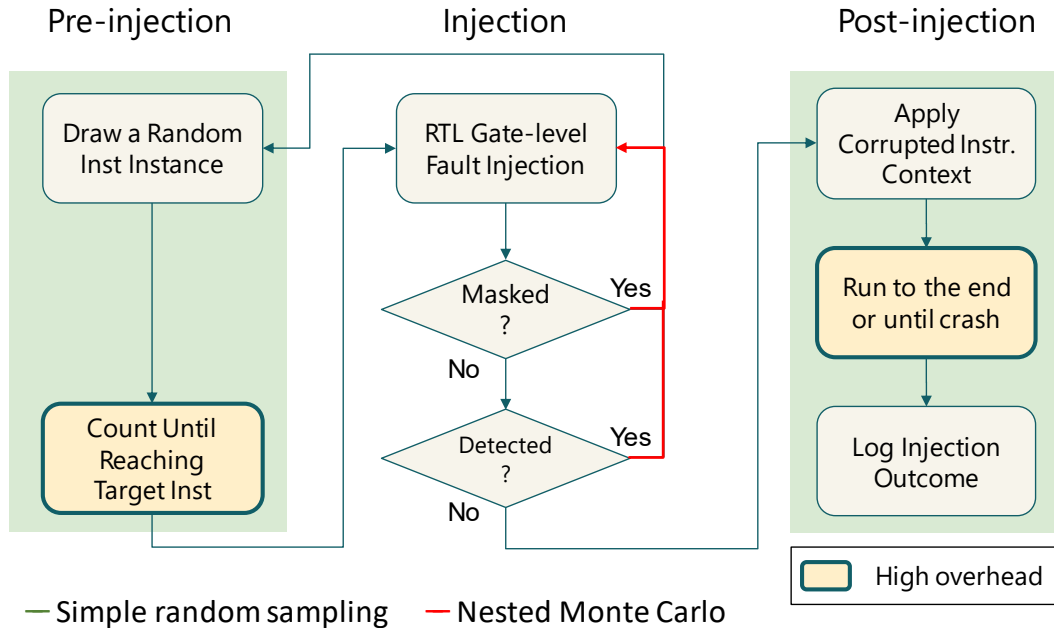 Pre-injection
Injection
Post-injection
Draw a Random
Inst Instance
Count Until
Reaching
Target Inst
RTL Gate-level
Fault Injection
Masked
?
Yes
No
Detected
?
Yes
No
Apply
Corrupted Instr.
Context
Run to the end
or until crash
Log Injection
Outcome
High overhead
Simple random sampling
Nested Monte Carlo